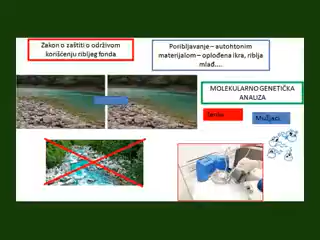 Zakon o zaštiti o održivom
korišćenju ribljeg fonda
Poribljavanje – autohtonim
materijalom – oplođena ikra, riblja
mlađ....
MOLEKULARNO GENETIČKA
ANALIZA
Mužjaci